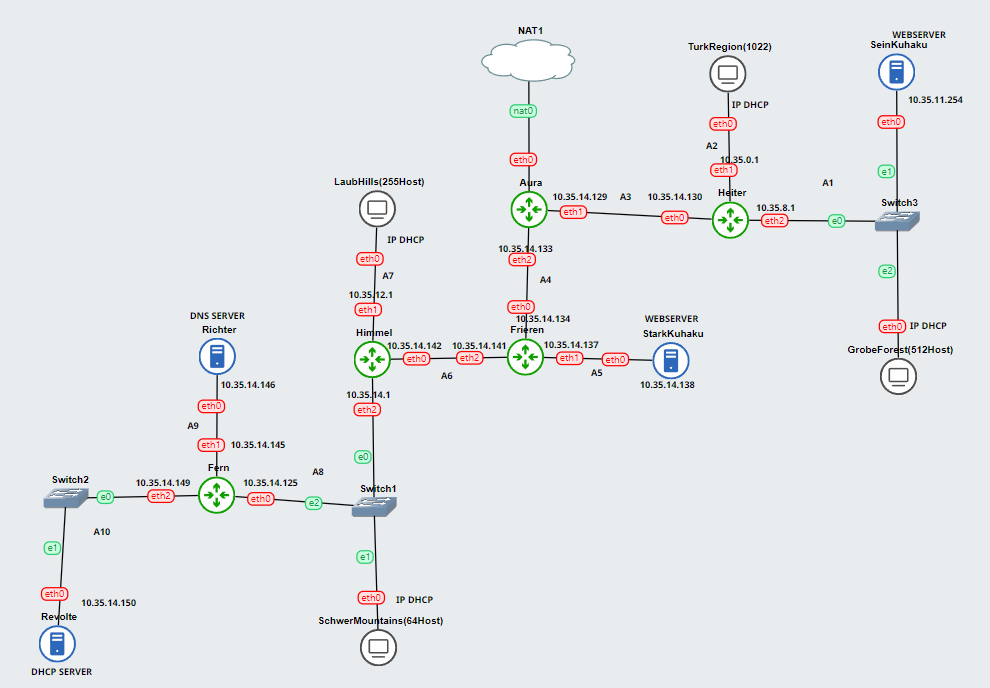 NAT1
WEBSERVER
SeinKuhaku
TurkRegion(1022)
10.35.11.254
IP DHCP
nat0
eth0
eth0
A2
10.35.0.1
eth0
eth1
e1
LaubHills(255Host)
Aura
10.35.14.129
A3
10.35.14.130
Heiter
A1
Switch3
eth1
eth0
10.35.8.1
eth2
e0
IP DHCP
10.35.14.133
eth0
eth2
e2
A7
A4
10.35.12.1
eth1
eth0
10.35.14.134
DNS SERVER
Richter
Himmel
Frieren
WEBSERVER
StarkKuhaku
eth0
IP DHCP
GrobeForest(512Host)
10.35.14.142
10.35.14.141
10.35.14.137
eth0
eth2
eth1
eth0
A6
A5
10.35.14.146
10.35.14.138
10.35.14.1
eth0
eth2
A9
eth1
10.35.14.145
e0
Fern
A8
Switch2
10.35.14.149
10.35.14.125
Switch1
e0
eth2
eth0
e2
A10
e1
e1
eth0
10.35.14.150
eth0
IP DHCP
Revolte
SchwerMountains(64Host)
DHCP SERVER